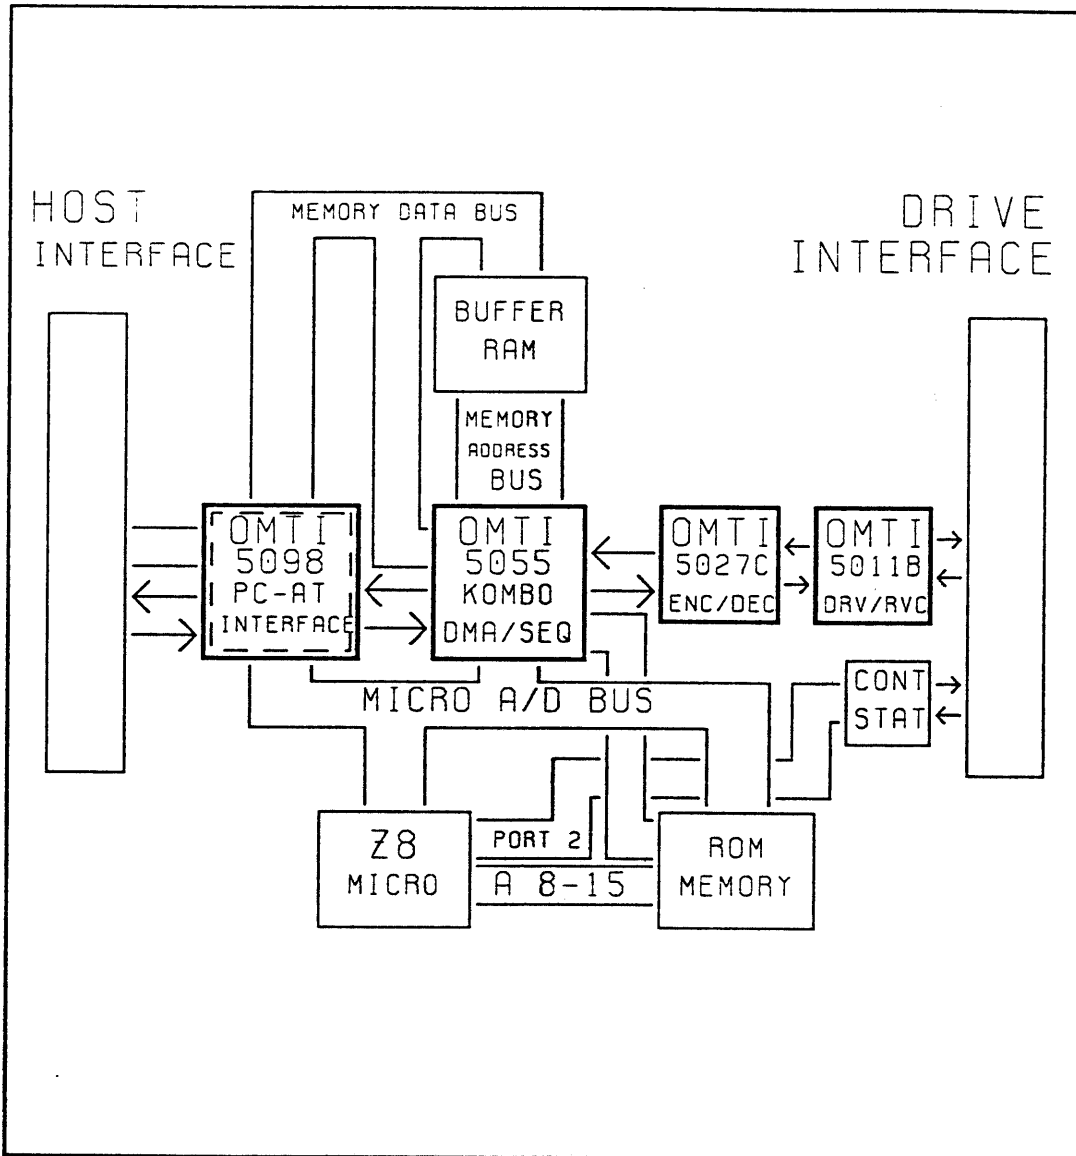 HOST
INTERFACE
MEMORY DATA BUS
DRIVE
INTERFACE
BUFFER
RAM
MEMORY
ADDRESS
BUS
OMTI
5098
PC-AT
INTERFACE
OMTI
5055
KOMBO
DMA/SEQ
OMTI
5027C
ENC/DEC
OMTI
5011B
DRV/RVC
MICRO A/D BUS
CONT
STAT
Z8
MICRO
PORT 2
A 8-15
ROM
MEMORY